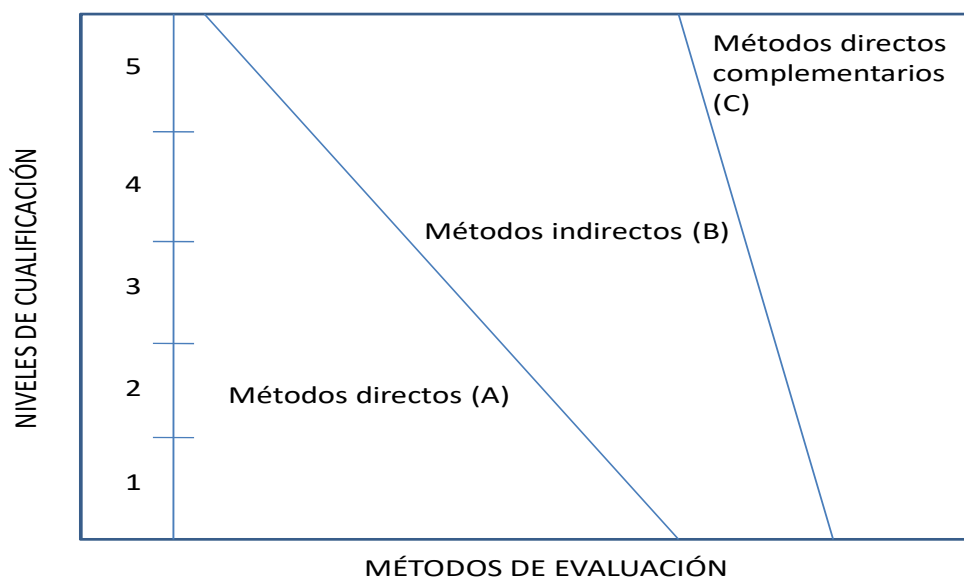 Métodos directos
complementarios
(C)
5
4
Métodos indirectos (B)
3
2
Métodos directos (A)
1
NIVELES DE CUALIFICACIÓN
MÉTODOS DE EVALUACIÓN